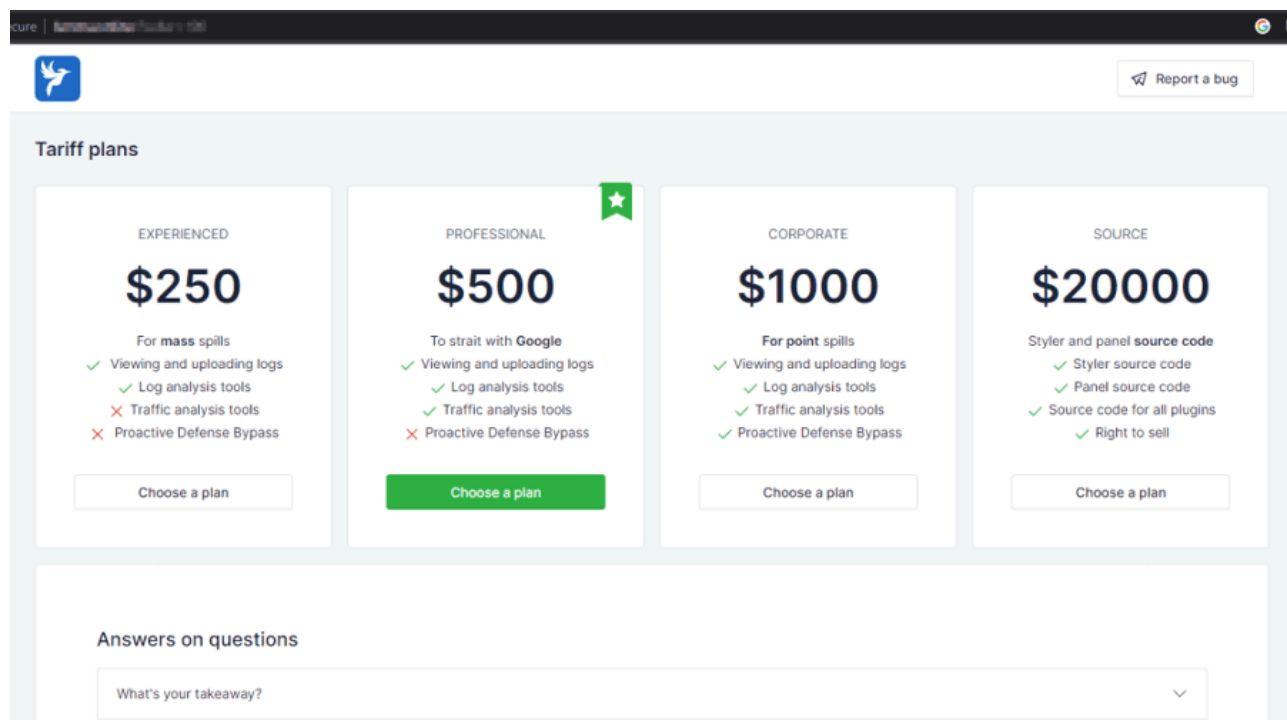 cure
Report a bug
Tariff plans
EXPERIENCED
$250
For mass spills
Viewing and uploading logs
Log analysis tools
Traffic analysis tools
Proactive Defense Bypass
Choose a plan
PROFESSIONAL
$500
To strait with Google
Viewing and uploading logs
Log analysis tools
Traffic analysis tools
Proactive Defense Bypass
Choose a plan
CORPORATE
$1000
For point spills
Viewing and uploading logs
Log analysis tools
Traffic analysis tools
Proactive Defense Bypass
Choose a plan
SOURCE
$20000
Styler and panel source code
Styler source code
Panel source code
Source code for all plugins
Right to sell
Choose a plan
Answers on questions
What's your takeaway?